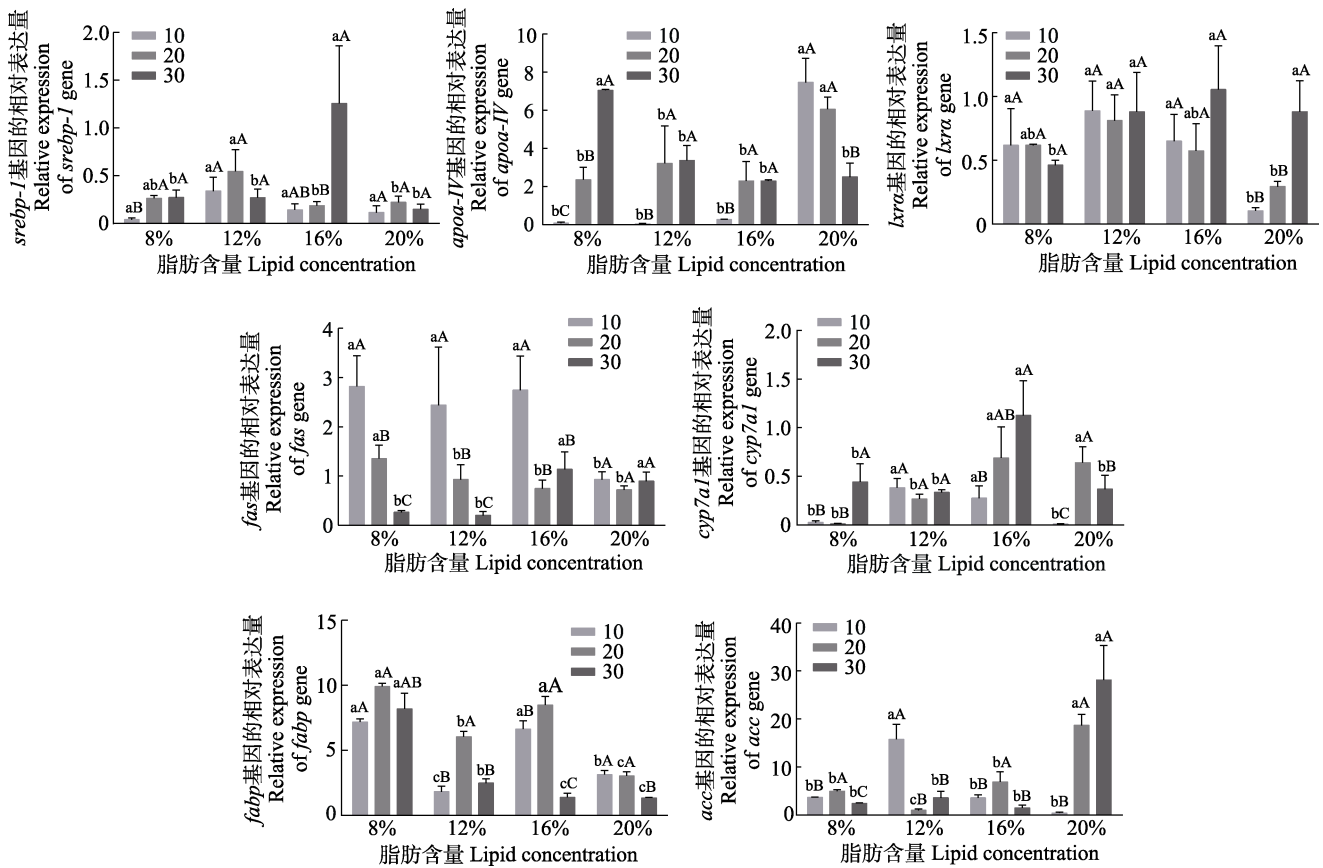 srebp-1基因的相对表达量
Relative expression
of srebp-1 gene
2.0
1.5
1.0
0.5
0
10
20
30
aB
abA
bA
aA
aA
bA
aAB
bB
aA
aA
bA
bA
8%
12%
16%
20%
脂肪含量 Lipid concentration
apoa-IV基因的相对表达量
Relative expression
of apoa-IV gene
10
8
6
4
2
0
10
20
30
bC
bB
aA
bB
bA
bA
bB
bA
bA
aA
aA
bB
8%
12%
16%
20%
脂肪含量 Lipid concentration
lxrα基因的相对表达量
Relative expression
of lxrα gene
1.5
1.0
0.5
0
10
20
30
aA
abA
bA
aA
aA
aA
aA
abA
aA
bB
bB
aA
8%
12%
16%
20%
脂肪含量 Lipid concentration
fas基因的相对表达量
Relative expression
of fas gene
4
3
2
1
0
10
20
30
aA
aB
bC
aA
bB
bC
aA
bB
aB
bA
bA
aA
8%
12%
16%
20%
脂肪含量 Lipid concentration
cyp7a1基因的相对表达量
Relative expression
of cyp7a1 gene
2.0
1.5
1.0
0.5
0
10
20
30
bB
bB
bA
aA
bA
bA
aB
aAB
aA
bC
aA
bB
8%
12%
16%
20%
脂肪含量 Lipid concentration
fabp基因的相对表达量
Relative expression
of fabp gene
15
10
5
0
10
20
30
aA
aA
aAB
cB
bA
bB
aB
aA
cC
bA
cA
cB
8%
12%
16%
20%
脂肪含量 Lipid concentration
acc基因的相对表达量
Relative expression
of acc gene
40
30
20
10
0
10
20
30
bB
bA
bC
aA
cB
bB
bB
bA
bB
bB
aA
aA
8%
12%
16%
20%
脂肪含量 Lipid concentration